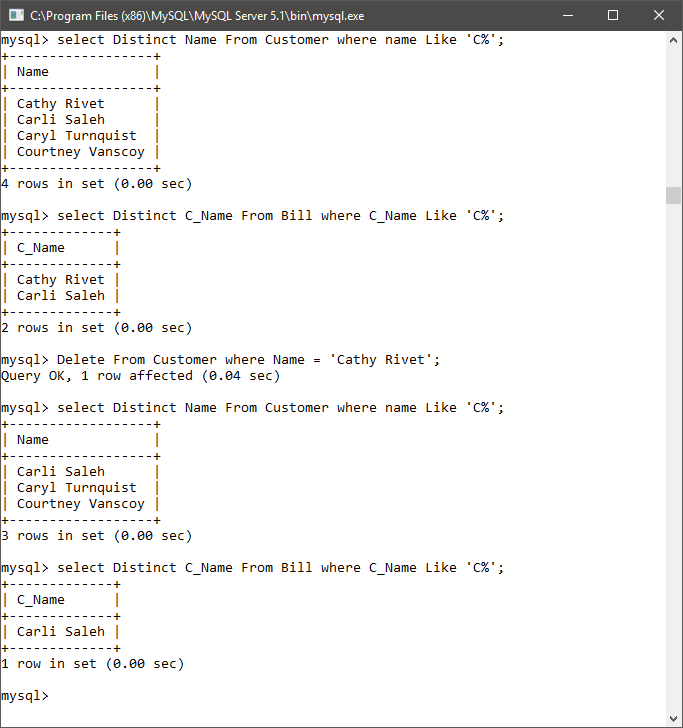 C:\Program Files (x86)\MySQL\MySQL Server 5.1\bin\mysql.exe
mysql> select Distinct Name From Customer where name Like 'C%';
+------------------+
| Name             |
+------------------+
| Cathy Rivet      |
| Carli Saleh      |
| Caryl Turnquist  |
| Courtney Vanscoy |
+------------------+
4 rows in set (0.00 sec)
mysql> select Distinct C_Name From Bill where C_Name Like 'C%';
+-------------+
| C_Name      |
+-------------+
| Cathy Rivet |
| Carli Saleh |
+-------------+
2 rows in set (0.00 sec)
mysql> Delete From Customer where Name = 'Cathy Rivet';
Query OK, 1 row affected (0.04 sec)
mysql> select Distinct Name From Customer where name Like 'C%';
+------------------+
| Name             |
+------------------+
| Carli Saleh      |
| Caryl Turnquist  |
| Courtney Vanscoy |
+------------------+
3 rows in set (0.00 sec)
mysql> select Distinct C_Name From Bill where C_Name Like 'C%';
+-------------+
| C_Name      |
+-------------+
| Carli Saleh |
+-------------+
1 row in set (0.00 sec)
mysql>